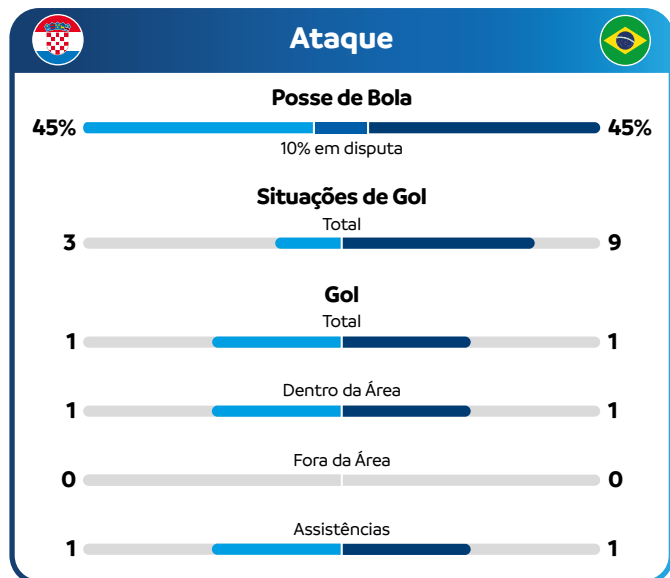 Ataque
Posse de Bola
45% 45%
10% em disputa
Situações de Gol
Total
3 9
Gol
Total
1 1
Dentro da Área
1 1
Fora da Área
0 0
Assistências
1 1